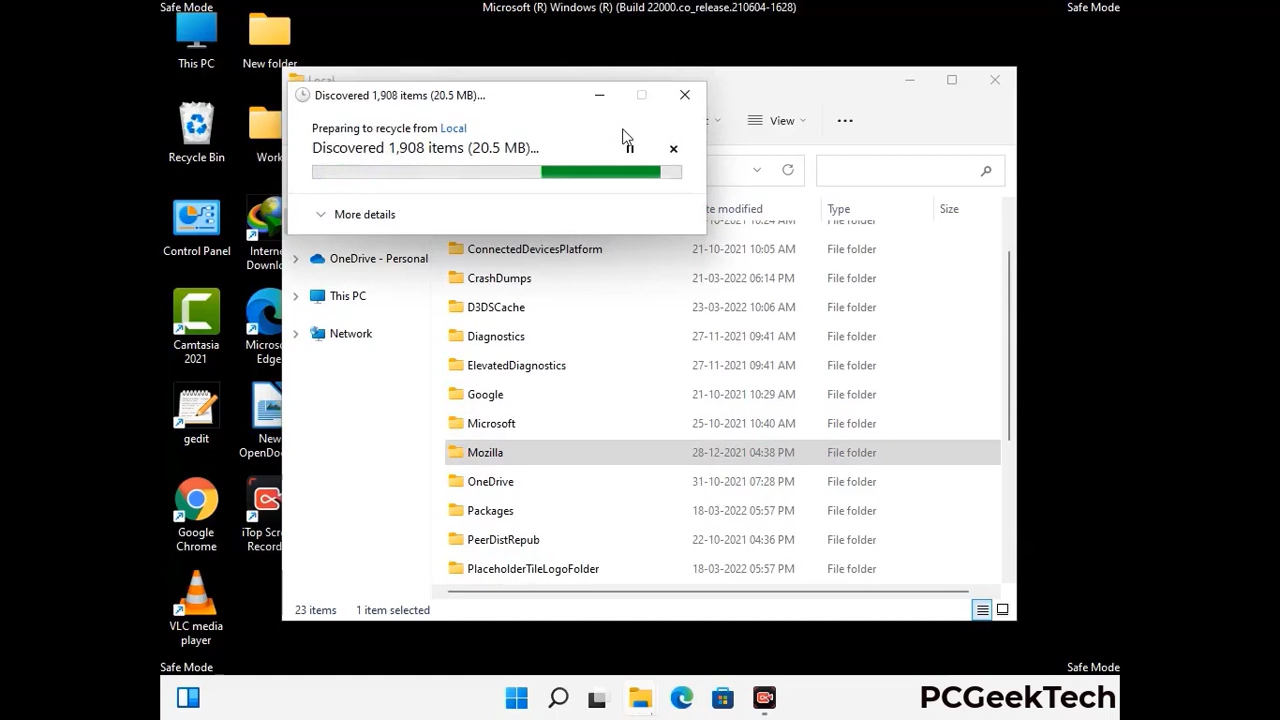 Safe Mode
Microsoft (R) Windows (R) (Build 22000.co_release.210604-1628)
Safe Mode
This PC
New folder
Recycle Bin
Work
Control Panel
Intern
Downlo
Camtasia
2021
Micros
Edge
gedit
New
OpenDo
Google
Chrome
iTop Scr
Record
VLC media
player
Local
Discovered 1,908 items (20.5 MB)...
Preparing to recycle from Local
Discovered 1,908 items (20.5 MB)...
More details
View
te modified
Type
Size
OneDrive - Personal
This PC
Network
File folder
ConnectedDevicesPlatform 21-10-2021 10:05 AM File folder
CrashDumps 21-03-2022 06:14 PM File folder
D3DSCache 23-03-2022 10:06 AM File folder
Diagnostics 27-11-2021 09:41 AM File folder
ElevatedDiagnostics 27-11-2021 09:41 AM File folder
Google 21-10-2021 10:29 AM File folder
Microsoft 25-10-2021 10:40 AM File folder
Mozilla 28-12-2021 04:38 PM File folder
OneDrive 31-10-2021 07:28 PM File folder
Packages 18-03-2022 05:57 PM File folder
PeerDistRepub 22-10-2021 04:36 PM File folder
PlaceholderTileLogoFolder 18-03-2022 05:57 PM File folder
23 items 1 item selected
Safe Mode
Safe Mode
PCGeekTech